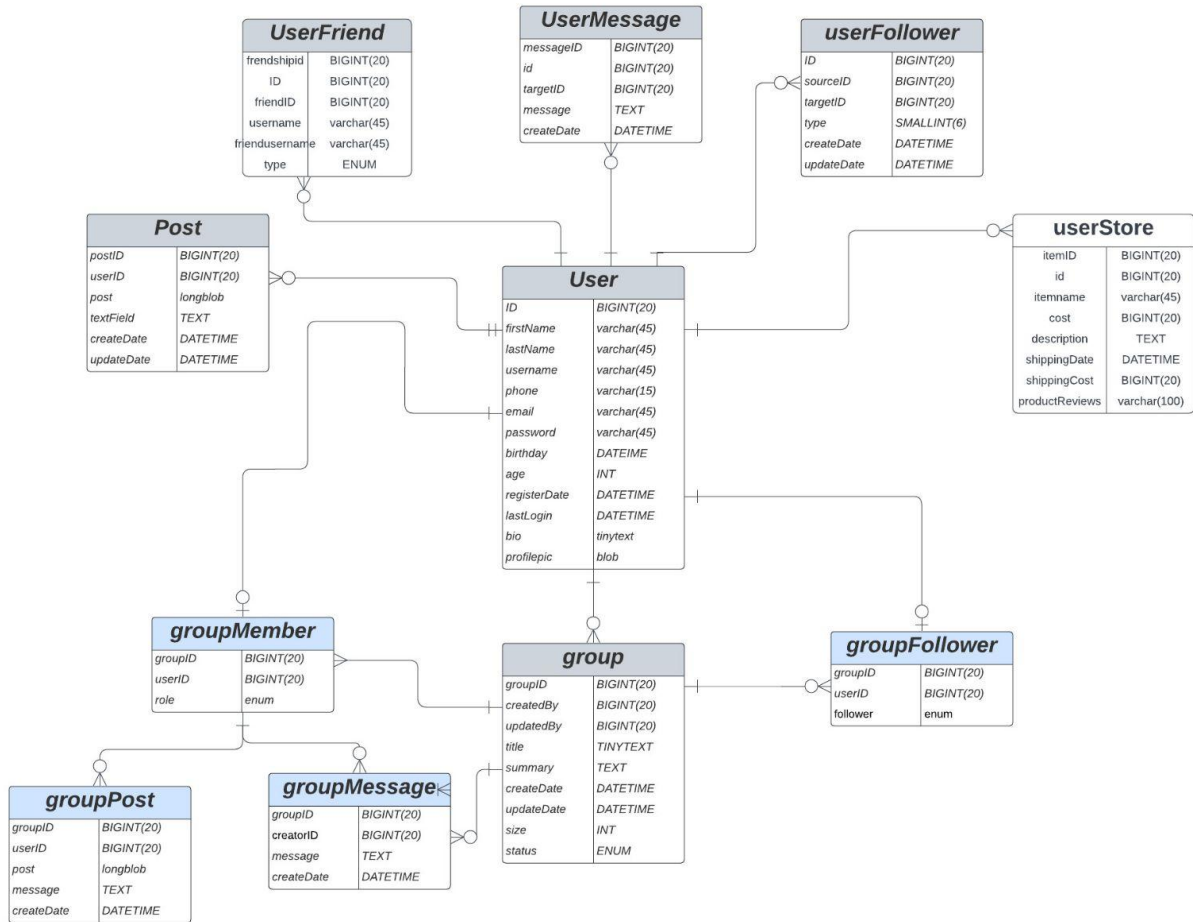 UserFriend
frendshipid BIGINT(20)
ID BIGINT(20)
friendID BIGINT(20)
username varchar(45)
friendusername varchar(45)
type ENUM
UserMessage
messageID BIGINT(20)
id BIGINT(20)
targetID BIGINT(20)
message TEXT
createDate DATETIME
userFollower
ID BIGINT(20)
sourceID BIGINT(20)
targetID BIGINT(20)
type SMALLINT(6)
createDate DATETIME
updateDate DATETIME
Post
postID BIGINT(20)
userID BIGINT(20)
post longblob
textField TEXT
createDate DATETIME
updateDate DATETIME
User
ID BIGINT(20)
firstName varchar(45)
lastName varchar(45)
username varchar(45)
phone varchar(15)
email varchar(45)
password varchar(45)
birthday DATEIME
age INT
registerDate DATETIME
lastLogin DATETIME
bio tinytext
profilepic blob
userStore
itemID BIGINT(20)
id BIGINT(20)
itemname varchar(45)
cost BIGINT(20)
description TEXT
shippingDate DATETIME
shippingCost BIGINT(20)
productReviews varchar(100)
groupMember
groupID BIGINT(20)
userID BIGINT(20)
role enum
group
groupID BIGINT(20)
createdBy BIGINT(20)
updatedBy BIGINT(20)
title TINYTEXT
summary TEXT
createDate DATETIME
updateDate DATETIME
size INT
status ENUM
groupFollower
groupID BIGINT(20)
userID BIGINT(20)
follower enum
groupPost
groupID BIGINT(20)
userID BIGINT(20)
post longblob
message TEXT
createDate DATETIME
groupMessage
groupID BIGINT(20)
creatorID BIGINT(20)
message TEXT
createDate DATETIME